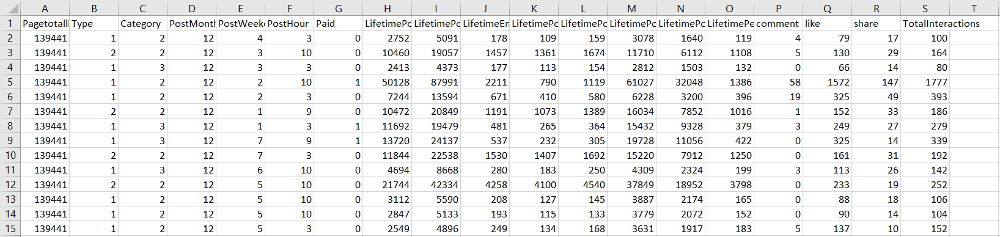 A B C D E F G H I J K L M N O P Q R S T
1 Pagetotalli Type Category PostMonth PostWeek PostHour Paid LifetimePo LifetimePo LifetimeEn LifetimePo LifetimePo LifetimePo LifetimePo LifetimePe comment like share TotalInteractions
2 139441 1 2 12 4 3 0 2752 5091 178 109 159 3078 1640 119 4 79 17 100
3 139441 2 2 12 3 10 0 10460 19057 1457 1361 1674 11710 6112 1108 5 130 29 164
4 139441 1 3 12 3 3 0 2413 4373 177 113 154 2812 1503 132 0 66 14 80
5 139441 1 2 12 2 10 1 50128 87991 2211 790 1119 61027 32048 1386 58 1572 147 1777
6 139441 1 2 12 2 3 0 7244 13594 671 410 580 6228 3200 396 19 325 49 393
7 139441 2 2 12 1 9 0 10472 20849 1191 1073 1389 16034 7852 1016 1 152 33 186
8 139441 1 3 12 1 3 1 11692 19479 481 265 364 15432 9328 379 3 249 27 279
9 139441 1 3 12 7 9 1 13720 24137 537 232 305 19728 11056 422 0 325 14 339
10 139441 2 2 12 7 3 0 11844 22538 1530 1407 1692 15220 7912 1250 0 161 31 192
11 139441 1 3 12 6 10 0 4694 8668 280 183 250 4309 2324 199 3 113 26 142
12 139441 2 2 12 5 10 0 21744 42334 4258 4100 4540 37849 18952 3798 0 233 19 252
13 139441 1 2 12 5 10 0 3112 5590 208 127 145 3887 2174 165 0 88 18 106
14 139441 1 2 12 5 10 0 2847 5133 193 115 133 3779 2072 152 0 90 14 104
15 139441 1 2 12 5 3 0 2549 4896 249 134 168 3631 1917 183 5 137 10 152